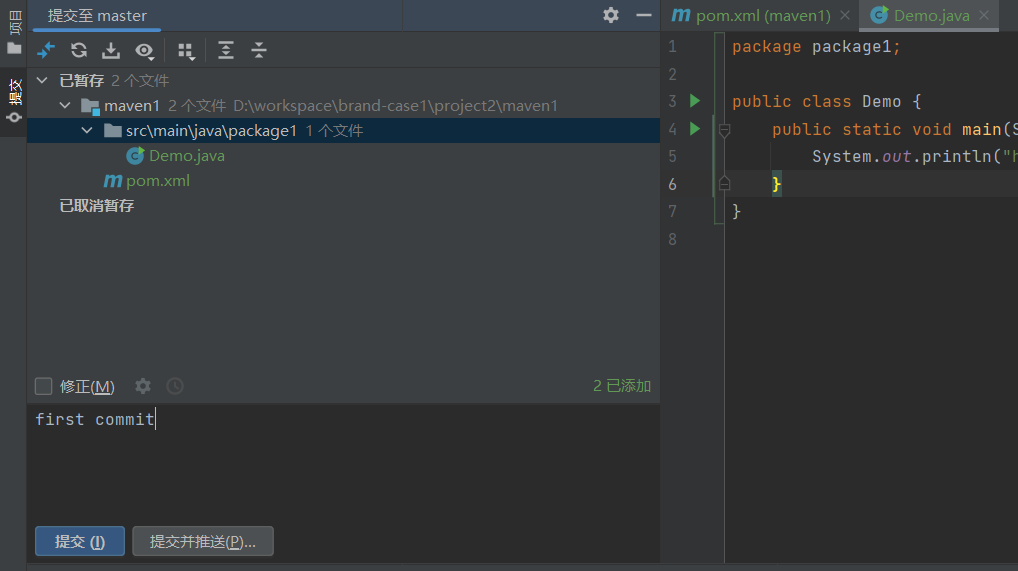 项目
提交
提交至 master
已暂存 2 个文件
maven1 2 个文件 D:\workspace\brand-case1\project2\maven1
src\main\java\package1 1 个文件
Demo.java
pom.xml
已取消暂存
修正(M)
2 已添加
first commit
提交 (I)
提交并推送(P)...
pom.xml (maven1)
Demo.java
1 package package1;
2
3 public class Demo {
4 public static void main(S
5 System.out.println("h
6 }
7 }
8